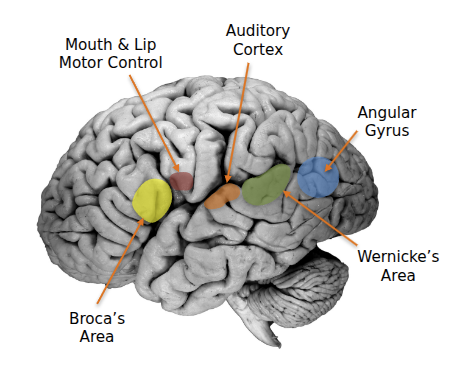 Auditory
Cortex
Mouth & Lip
Motor Control
Angular
Gyrus
Wernicke’s
Area
Broca’s
Area